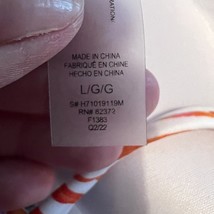 MADE IN CHINA
FABRIQUÉ EN CHINE
HECHO EN CHINA
L/G/G
S# H71019119M
RN# 82373
F1383
Q2/22